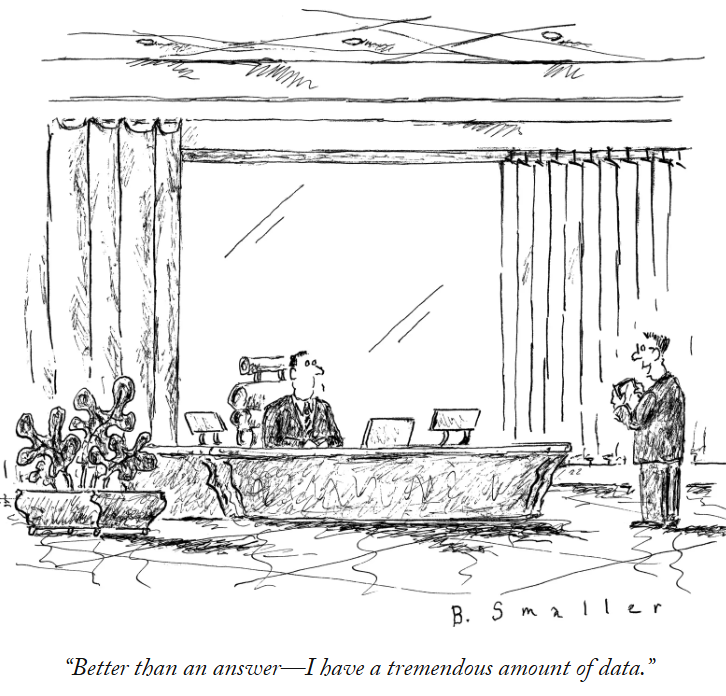 B. Smaller
“Better than an answer—I have a tremendous amount of data.”